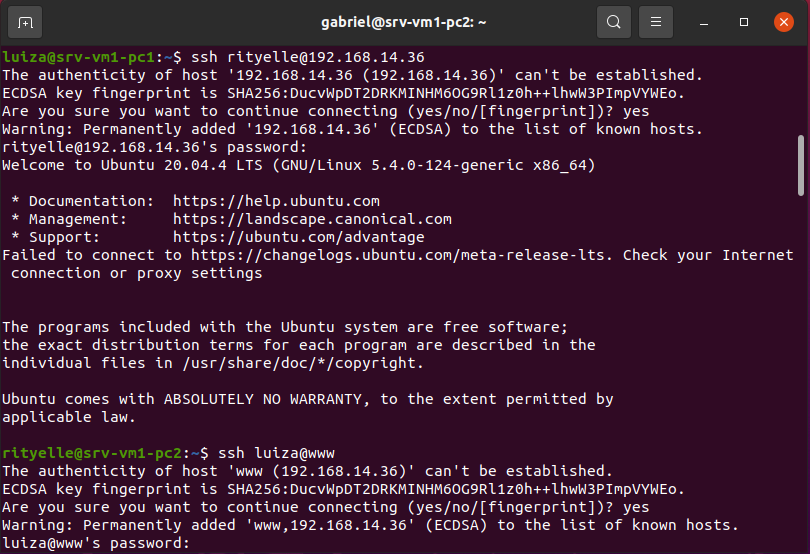 gabriel@srv-vm1-pc2: ~
luiza@srv-vm1-pc1:~$ ssh rityelle@192.168.14.36
The authenticity of host '192.168.14.36 (192.168.14.36)' can't be established.
ECDSA key fingerprint is SHA256:DucvWpDT2DRKMINHM6OG9Rl1z0h++lhwW3PImpVYWEo.
Are you sure you want to continue connecting (yes/no/[fingerprint])? yes
Warning: Permanently added '192.168.14.36' (ECDSA) to the list of known hosts.
rityelle@192.168.14.36's password:
Welcome to Ubuntu 20.04.4 LTS (GNU/Linux 5.4.0-124-generic x86_64)
* Documentation:  https://help.ubuntu.com
* Management:     https://landscape.canonical.com
* Support:        https://ubuntu.com/advantage
Failed to connect to https://changelogs.ubuntu.com/meta-release-lts. Check your Internet
connection or proxy settings
The programs included with the Ubuntu system are free software;
the exact distribution terms for each program are described in the
individual files in /usr/share/doc/*/copyright.
Ubuntu comes with ABSOLUTELY NO WARRANTY, to the extent permitted by
applicable law.
rityelle@srv-vm1-pc2:~$ ssh luiza@www
The authenticity of host 'www (192.168.14.36)' can't be established.
ECDSA key fingerprint is SHA256:DucvWpDT2DRKMINHM6OG9Rl1z0h++lhwW3PImpVYWEo.
Are you sure you want to continue connecting (yes/no/[fingerprint])? yes
Warning: Permanently added 'www,192.168.14.36' (ECDSA) to the list of known hosts.
luiza@www's password: